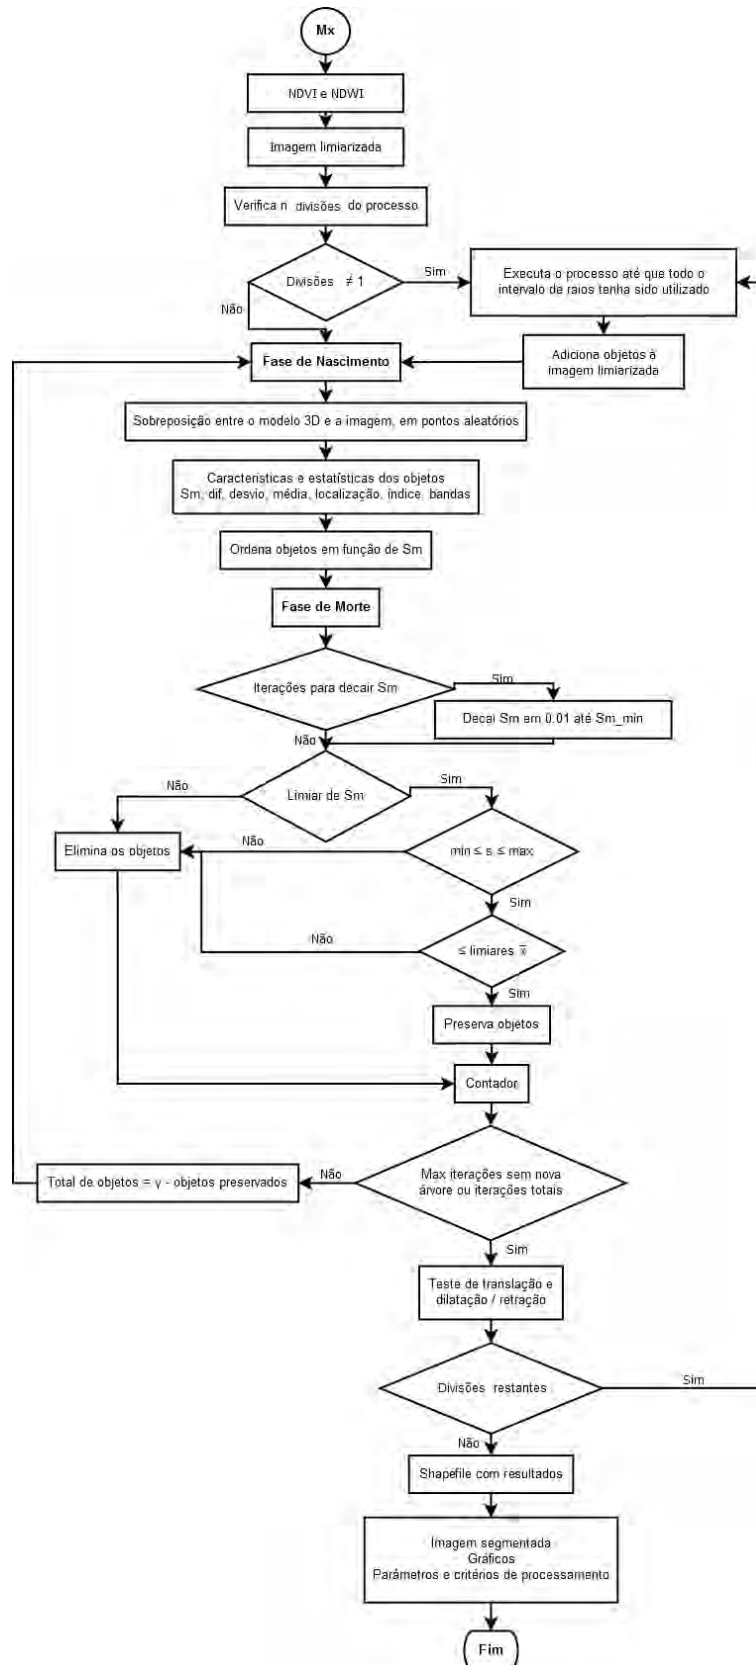 Mx
NDVI e NDWI
Imagem limiarizada
Verifica n divisões do processo
Divisões ≠ 1
Sim
Não
Executa o processo até que todo o
intervalo de raios tenha sido utilizado
Adiciona objetos à
imagem limiarizada
Fase de Nascimento
Sobreposição entre o modelo 3D e a imagem, em pontos aleatórios
Características e estatísticas dos objetos
Sm, dif, desvio, média, localização, índice, bandas
Ordena objetos em função de Sm
Fase de Morte
Iterações para decair Sm
Sim
Decai Sm em 0.01 até Sm_min
Não
Limiar de Sm
Não
Sim
Elimina os objetos
Não
min ≤ s ≤ max
Sim
Não
≤ limiares x̅
Sim
Preserva objetos
Contador
Max iterações sem nova
árvore ou iterações totais
Não
Total de objetos = γ - objetos preservados
Sim
Teste de translação e
dilatação / retração
Divisões restantes
Sim
Não
Shapefile com resultados
Imagem segmentada
Gráficos
Parâmetros e critérios de processamento
Fim